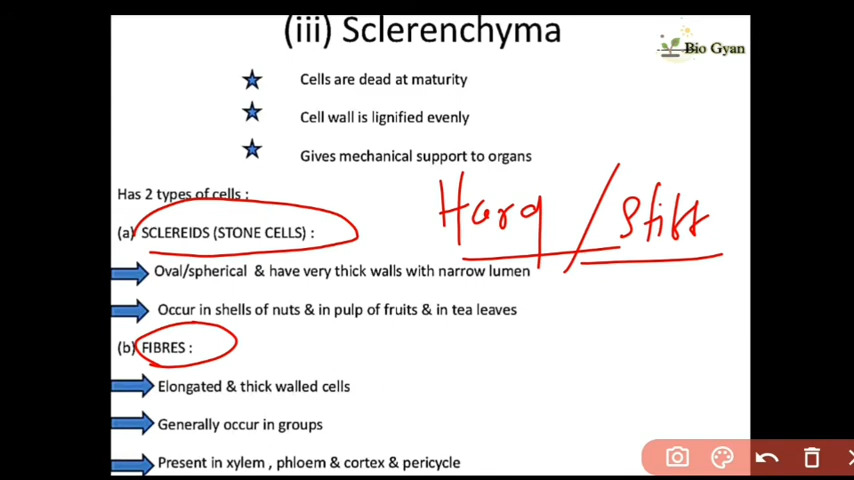 (iii) Sclerenchyma
Bio Gyan
Cells are dead at maturity
Cell wall is lignified evenly
Gives mechanical support to organs
Has 2 types of cells :
Hard / Stiff
(a) SCLEREIDS (STONE CELLS) :
Oval/spherical & have very thick walls with narrow lumen
Occur in shells of nuts & in pulp of fruits & in tea leaves
(b) FIBRES :
Elongated & thick walled cells
Generally occur in groups
Present in xylem , phloem & cortex & pericycle